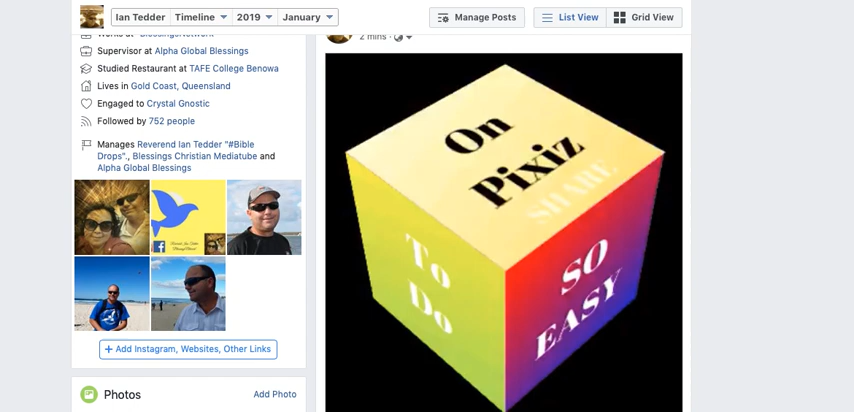 Ian Tedder Timeline 2019 January Manage Posts List View Grid View
Works at "BlessingsNetwork"
Supervisor at Alpha Global Blessings
Studied Restaurant at TAFE College Benowa
Lives in Gold Coast, Queensland
Engaged to Crystal Gnostic
Followed by 752 people
Manages Reverend Ian Tedder "#Bible
Drops"., Blessings Christian Mediatube and
Alpha Global Blessings
+ Add Instagram, Websites, Other Links
Photos Add Photo
2 mins ·
On
Pixiz
SHARE
To
Do
SO
EASY